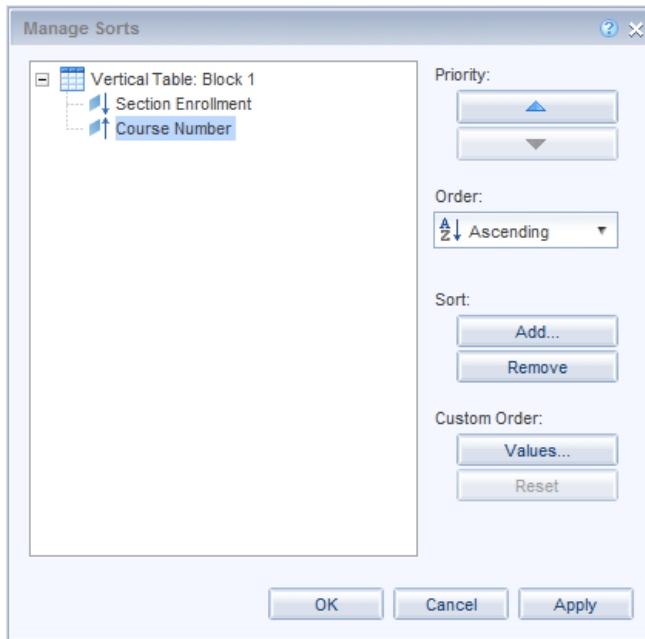 Manage Sorts
Vertical Table: Block 1
Section Enrollment
Course Number
Priority:
Order:
A
Z
Ascending
Sort:
Add...
Remove
Custom Order:
Values...
Reset
OK
Cancel
Apply